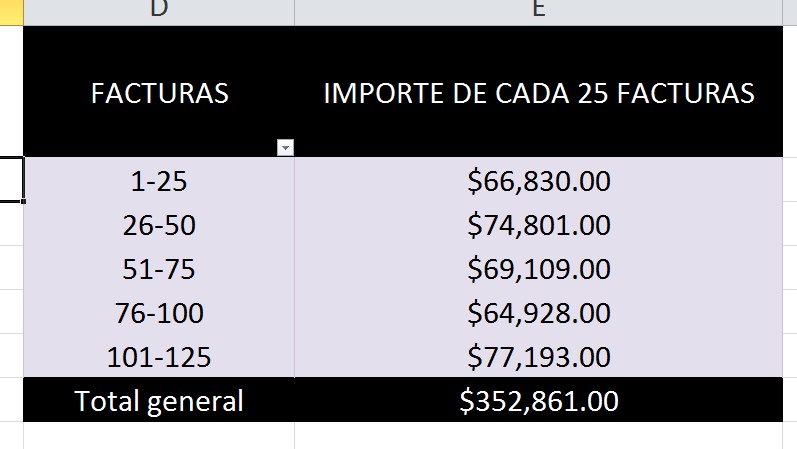 D E
FACTURAS IMPORTE DE CADA 25 FACTURAS
1-25 $66,830.00
26-50 $74,801.00
51-75 $69,109.00
76-100 $64,928.00
101-125 $77,193.00
Total general $352,861.00